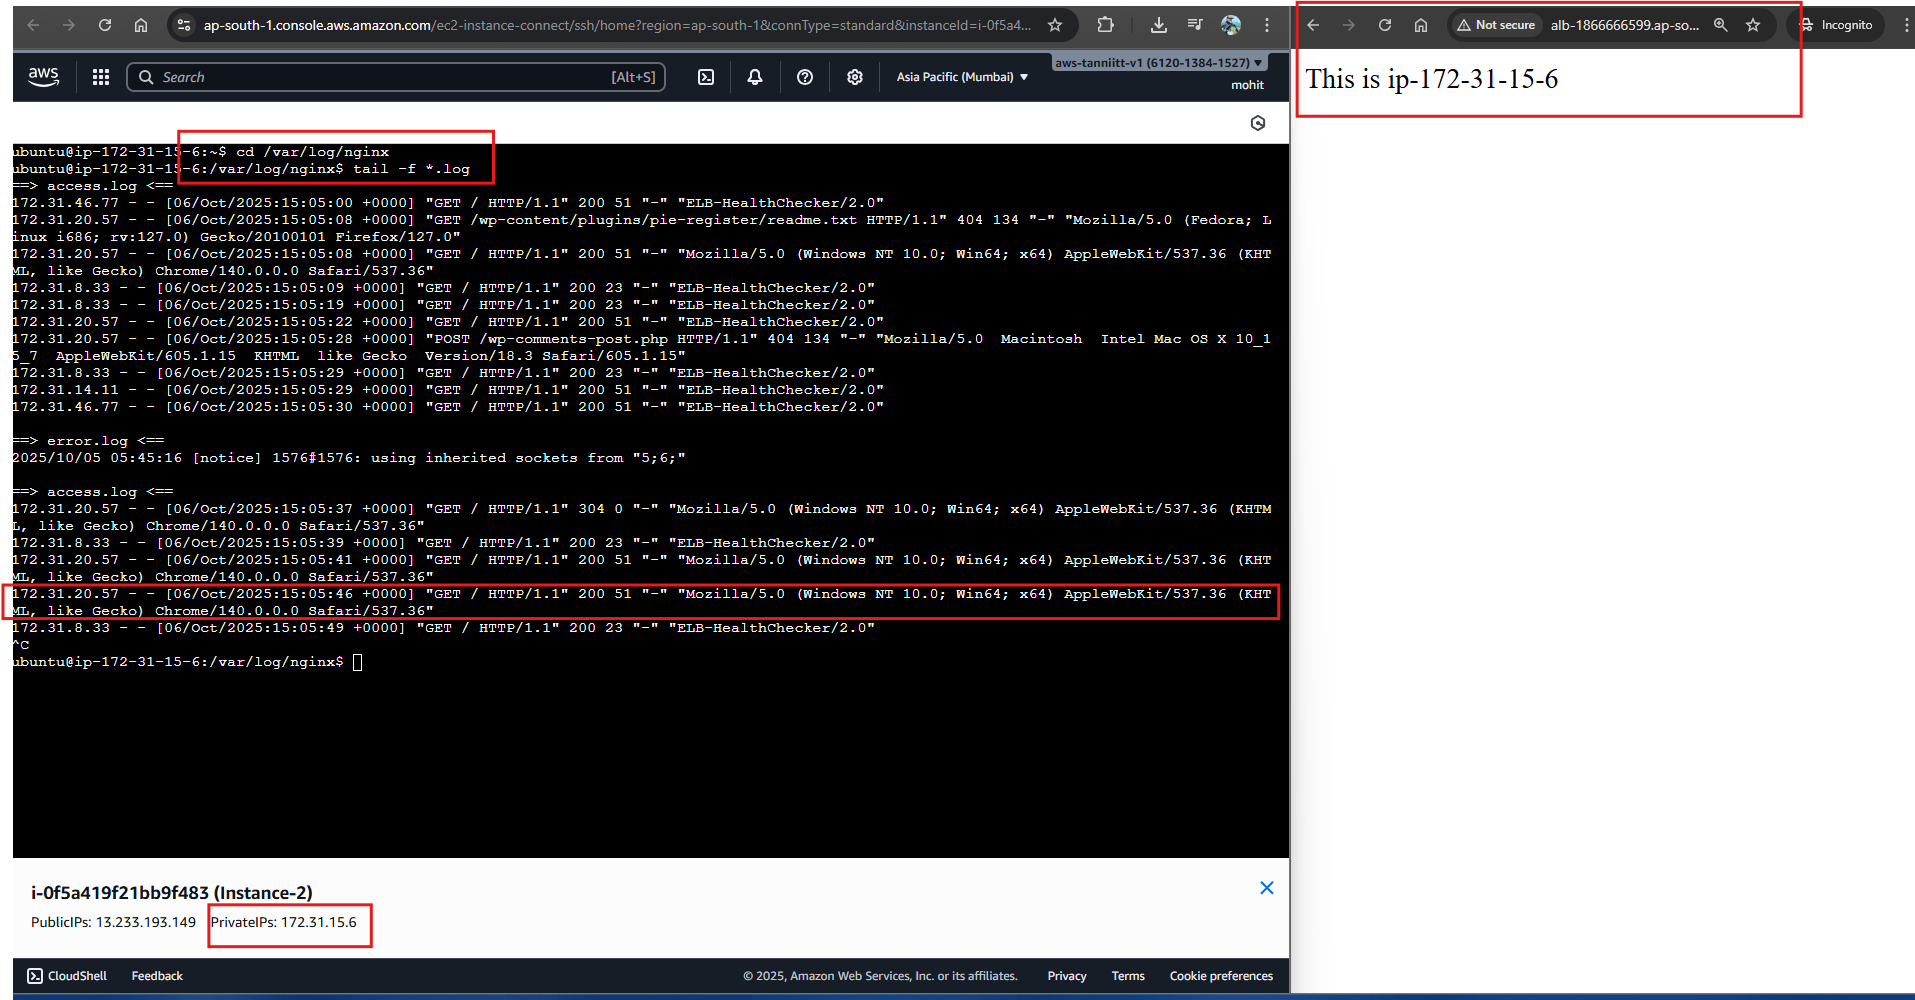 ap-south-1.console.aws.amazon.com/ec2-instance-connect/ssh/home?region=ap-south-1&connType=standard&instanceId=i-0f5a4...
Not secure alb-1866666599.ap-so... Incognito
aws Search [Alt+S] Asia Pacific (Mumbai) aws-tanniitt-v1 (6120-1384-1527)
mohit
This is ip-172-31-15-6
ubuntu@ip-172-31-15-6:~$ cd /var/log/nginx
ubuntu@ip-172-31-15-6:/var/log/nginx$ tail -f *.log
==> access.log <==
172.31.46.77 - - [06/Oct/2025:15:05:00 +0000] "GET / HTTP/1.1" 200 51 "-" "ELB-HealthChecker/2.0"
172.31.20.57 - - [06/Oct/2025:15:05:08 +0000] "GET /wp-content/plugins/pie-register/readme.txt HTTP/1.1" 404 134 "-" "Mozilla/5.0 (Fedora; L
inux i686; rv:127.0) Gecko/20100101 Firefox/127.0"
172.31.20.57 - - [06/Oct/2025:15:05:08 +0000] "GET / HTTP/1.1" 200 51 "-" "Mozilla/5.0 (Windows NT 10.0; Win64; x64) AppleWebKit/537.36 (KHT
ML, like Gecko) Chrome/140.0.0.0 Safari/537.36"
172.31.8.33 - - [06/Oct/2025:15:05:09 +0000] "GET / HTTP/1.1" 200 23 "-" "ELB-HealthChecker/2.0"
172.31.8.33 - - [06/Oct/2025:15:05:19 +0000] "GET / HTTP/1.1" 200 23 "-" "ELB-HealthChecker/2.0"
172.31.20.57 - - [06/Oct/2025:15:05:22 +0000] "GET / HTTP/1.1" 200 51 "-" "ELB-HealthChecker/2.0"
172.31.20.57 - - [06/Oct/2025:15:05:28 +0000] "POST /wp-comments-post.php HTTP/1.1" 404 134 "-" "Mozilla/5.0  Macintosh  Intel Mac OS X 10_1
5_7  AppleWebKit/605.1.15  KHTML  like Gecko  Version/18.3 Safari/605.1.15"
172.31.8.33 - - [06/Oct/2025:15:05:29 +0000] "GET / HTTP/1.1" 200 23 "-" "ELB-HealthChecker/2.0"
172.31.14.11 - - [06/Oct/2025:15:05:29 +0000] "GET / HTTP/1.1" 200 51 "-" "ELB-HealthChecker/2.0"
172.31.46.77 - - [06/Oct/2025:15:05:30 +0000] "GET / HTTP/1.1" 200 51 "-" "ELB-HealthChecker/2.0"
==> error.log <==
2025/10/05 05:45:16 [notice] 1576#1576: using inherited sockets from "5;6;"
==> access.log <==
172.31.20.57 - - [06/Oct/2025:15:05:37 +0000] "GET / HTTP/1.1" 304 0 "-" "Mozilla/5.0 (Windows NT 10.0; Win64; x64) AppleWebKit/537.36 (KHTM
L, like Gecko) Chrome/140.0.0.0 Safari/537.36"
172.31.8.33 - - [06/Oct/2025:15:05:39 +0000] "GET / HTTP/1.1" 200 23 "-" "ELB-HealthChecker/2.0"
172.31.20.57 - - [06/Oct/2025:15:05:41 +0000] "GET / HTTP/1.1" 200 51 "-" "Mozilla/5.0 (Windows NT 10.0; Win64; x64) AppleWebKit/537.36 (KHT
ML, like Gecko) Chrome/140.0.0.0 Safari/537.36"
172.31.20.57 - - [06/Oct/2025:15:05:46 +0000] "GET / HTTP/1.1" 200 51 "-" "Mozilla/5.0 (Windows NT 10.0; Win64; x64) AppleWebKit/537.36 (KHT
ML, like Gecko) Chrome/140.0.0.0 Safari/537.36"
172.31.8.33 - - [06/Oct/2025:15:05:49 +0000] "GET / HTTP/1.1" 200 23 "-" "ELB-HealthChecker/2.0"
^C
ubuntu@ip-172-31-15-6:/var/log/nginx$
i-0f5a419f21bb9f483 (Instance-2)
PublicIPs: 13.233.193.149 PrivateIPs: 172.31.15.6
CloudShell Feedback © 2025, Amazon Web Services, Inc. or its affiliates. Privacy Terms Cookie preferences